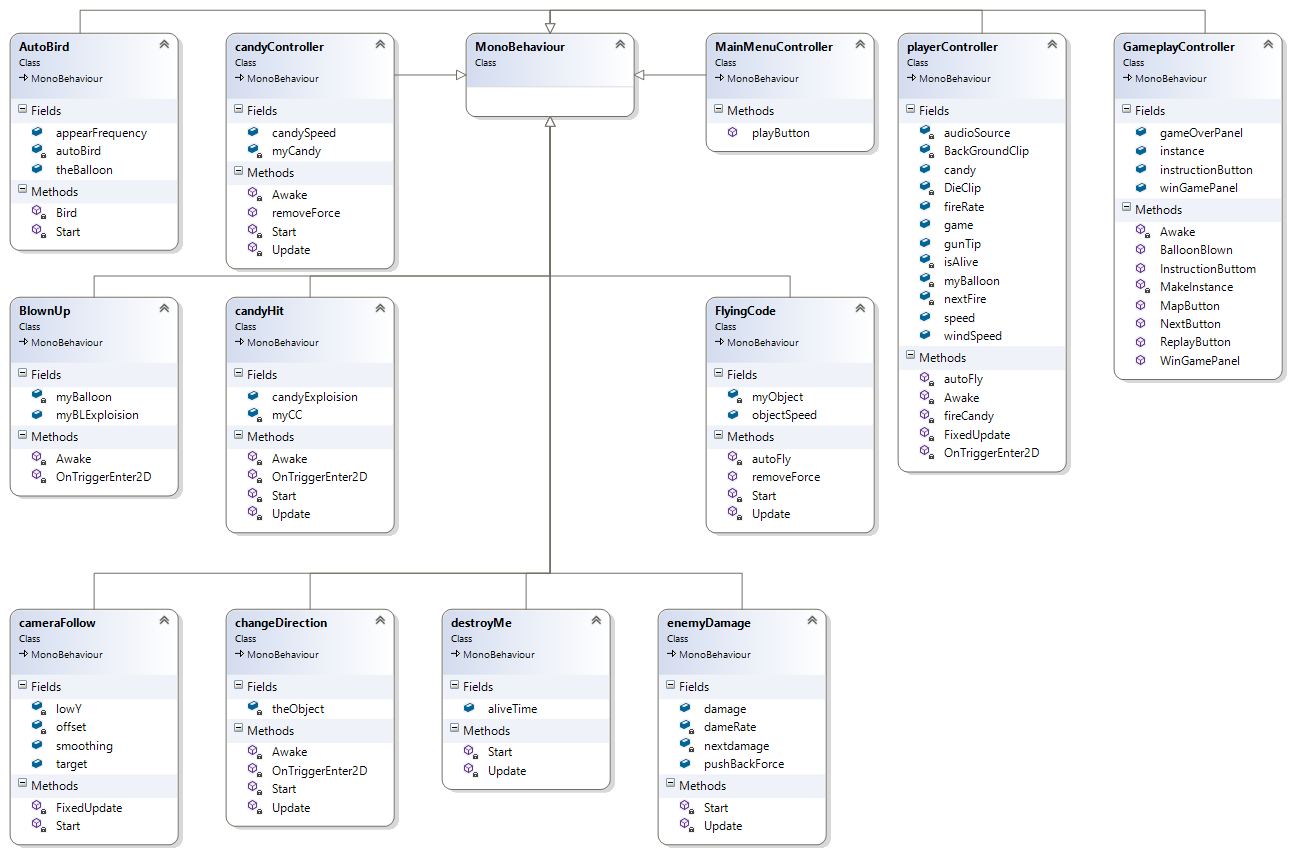 AutoBird
Class
MonoBehaviour
Fields
appearFrequency
autoBird
theBalloon
Methods
Bird
Start
candyController
Class
MonoBehaviour
Fields
candySpeed
myCandy
Methods
Awake
removeForce
Start
Update
MonoBehaviour
Class
MainMenuController
Class
MonoBehaviour
Methods
playButton
playerController
Class
MonoBehaviour
Fields
audioSource
BackGroundClip
candy
DieClip
fireRate
game
gunTip
isAlive
myBalloon
nextFire
speed
windSpeed
Methods
autoFly
Awake
fireCandy
FixedUpdate
OnTriggerEnter2D
GameplayController
Class
MonoBehaviour
Fields
gameOverPanel
instance
instructionButton
winGamePanel
Methods
Awake
BalloonBlown
InstructionButtom
MakeInstance
MapButton
NextButton
ReplayButton
WinGamePanel
BlownUp
Class
MonoBehaviour
Fields
myBalloon
myBLExploision
Methods
Awake
OnTriggerEnter2D
candyHit
Class
MonoBehaviour
Fields
candyExploision
myCC
Methods
Awake
OnTriggerEnter2D
Start
Update
FlyingCode
Class
MonoBehaviour
Fields
myObject
objectSpeed
Methods
autoFly
removeForce
Start
Update
cameraFollow
Class
MonoBehaviour
Fields
lowY
offset
smoothing
target
Methods
FixedUpdate
Start
changeDirection
Class
MonoBehaviour
Fields
theObject
Methods
Awake
OnTriggerEnter2D
Start
Update
destroyMe
Class
MonoBehaviour
Fields
aliveTime
Methods
Start
Update
enemyDamage
Class
MonoBehaviour
Fields
damage
dameRate
nextdamage
pushBackForce
Methods
Start
Update